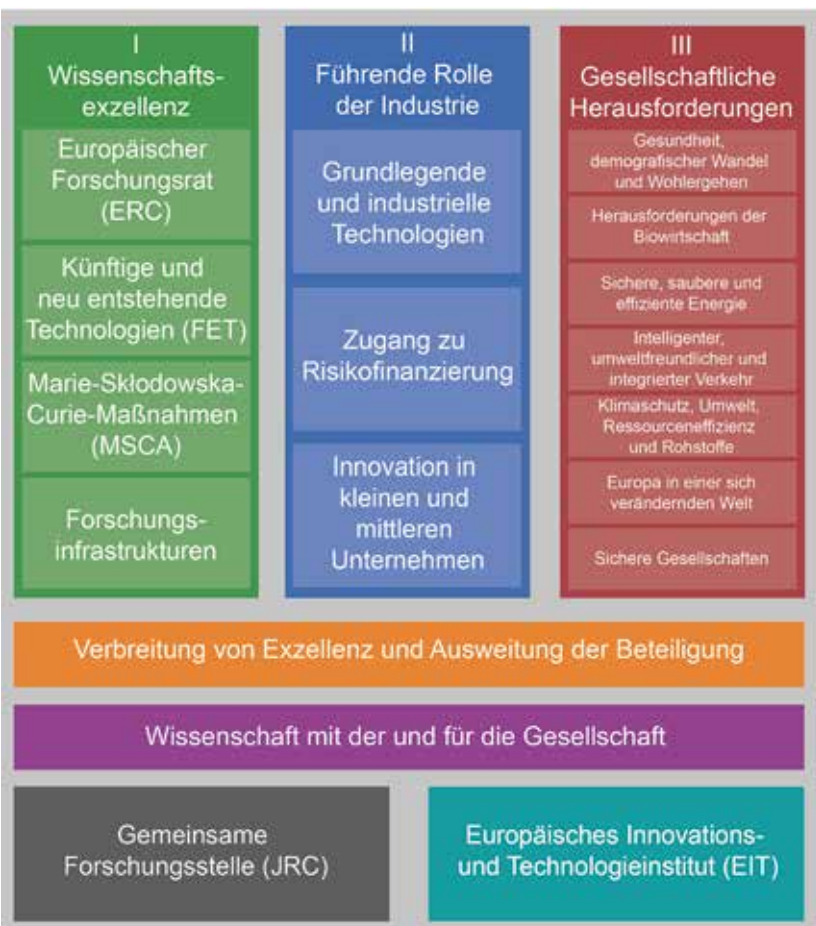 I
Wissenschafts-
exzellenz
Europäischer
Forschungsrat
(ERC)
Künftige und
neu entstehende
Technologien (FET)
Marie-Skłodowska-
Curie-Maßnahmen
(MSCA)
Forschungs-
infrastrukturen
II
Führende Rolle
der Industrie
Grundlegende
und industrielle
Technologien
Zugang zu
Risikofinanzierung
Innovation in
kleinen und
mittleren
Unternehmen
III
Gesellschaftliche
Herausforderungen
Gesundheit,
demografischer Wandel
und Wohlergehen
Herausforderungen der
Biowirtschaft
Sichere, saubere und
effiziente Energie
Intelligenter,
umweltfreundlicher und
integrierter Verkehr
Klimaschutz, Umwelt,
Ressourceneffizienz
und Rohstoffe
Europa in einer sich
verändernden Welt
Sichere Gesellschaften
Verbreitung von Exzellenz und Ausweitung der Beteiligung
Wissenschaft mit der und für die Gesellschaft
Gemeinsame
Forschungsstelle (JRC)
Europäisches Innovations-
und Technologieinstitut (EIT)